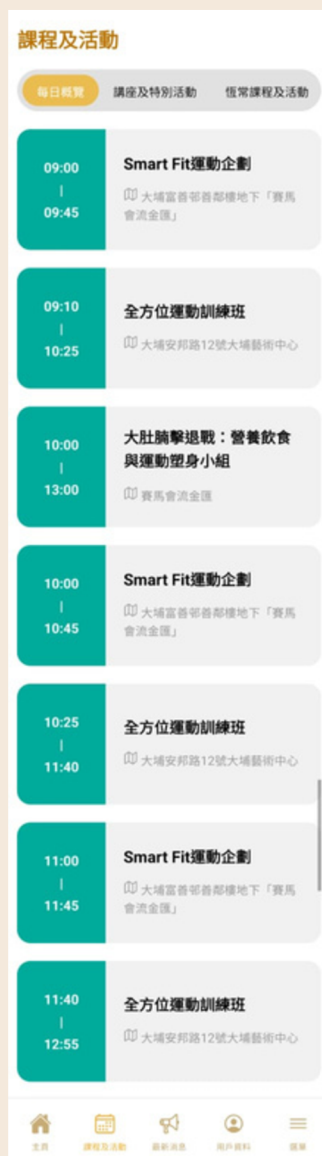 課程及活動
每日概覽 講座及特別活動 恆常課程及活動
09:00
|
09:45
Smart Fit運動企劃
大埔富善邨善鄰樓地下「賽馬
會流金匯」
09:10
|
10:25
全方位運動訓練班
大埔安邦路12號大埔藝術中心
10:00
|
13:00
大肚腩擊退戰：營養飲食
與運動塑身小組
賽馬會流金匯
10:00
|
10:45
Smart Fit運動企劃
大埔富善邨善鄰樓地下「賽馬
會流金匯」
10:25
|
11:40
全方位運動訓練班
大埔安邦路12號大埔藝術中心
11:00
|
11:45
Smart Fit運動企劃
大埔富善邨善鄰樓地下「賽馬
會流金匯」
11:40
|
12:55
全方位運動訓練班
大埔安邦路12號大埔藝術中心
主頁 課程及活動 最新消息 用戶資料 選單